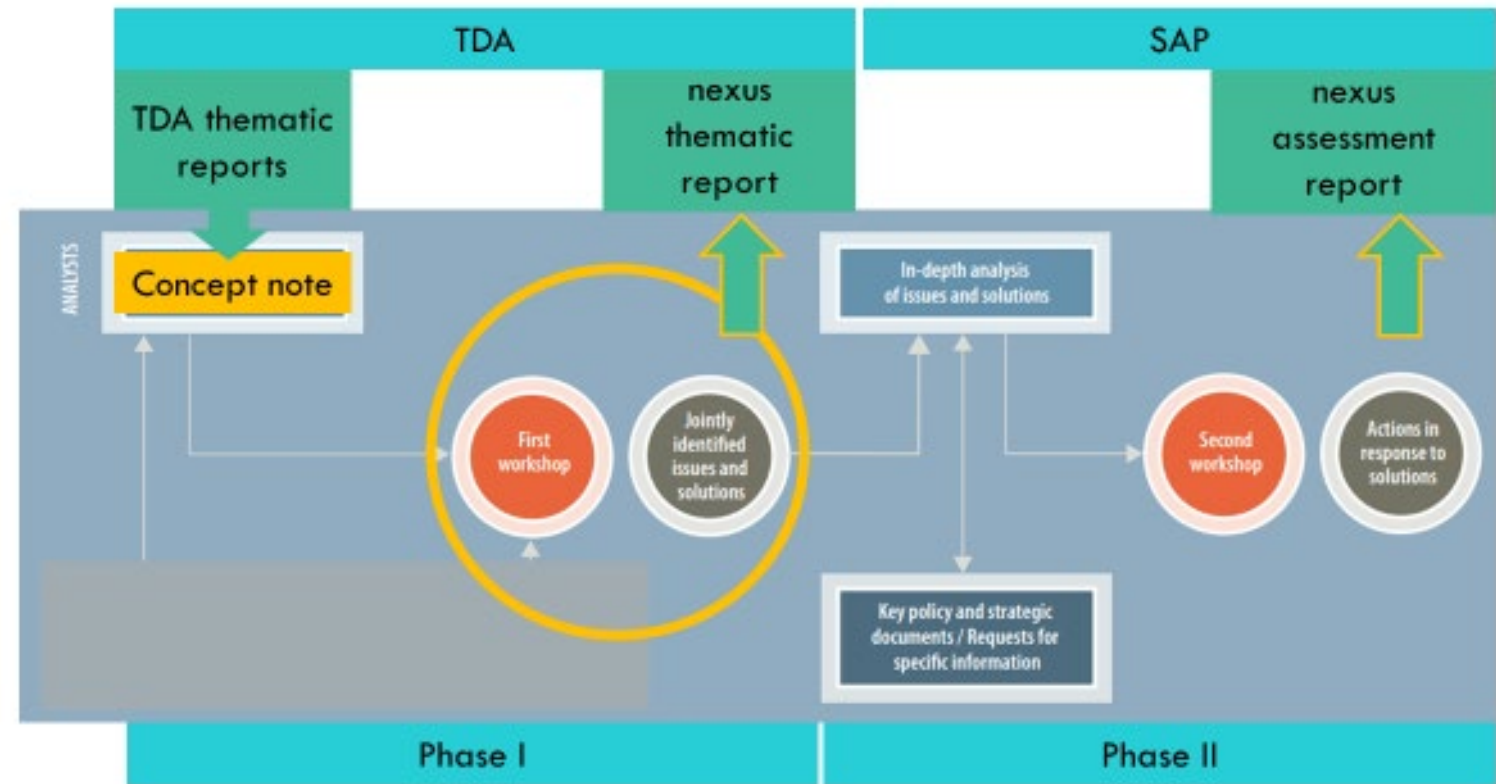 TDA
SAP
TDA thematic
reports
nexus
thematic
report
nexus
assessment
report
ANALYSTS
Concept note
In-depth analysis
of issues and solutions
First
workshop
Jointly
identified
issues and
solutions
Second
workshop
Actions in
response to
solutions
Key policy and strategic
documents / Requests for
specific information
Phase I
Phase II